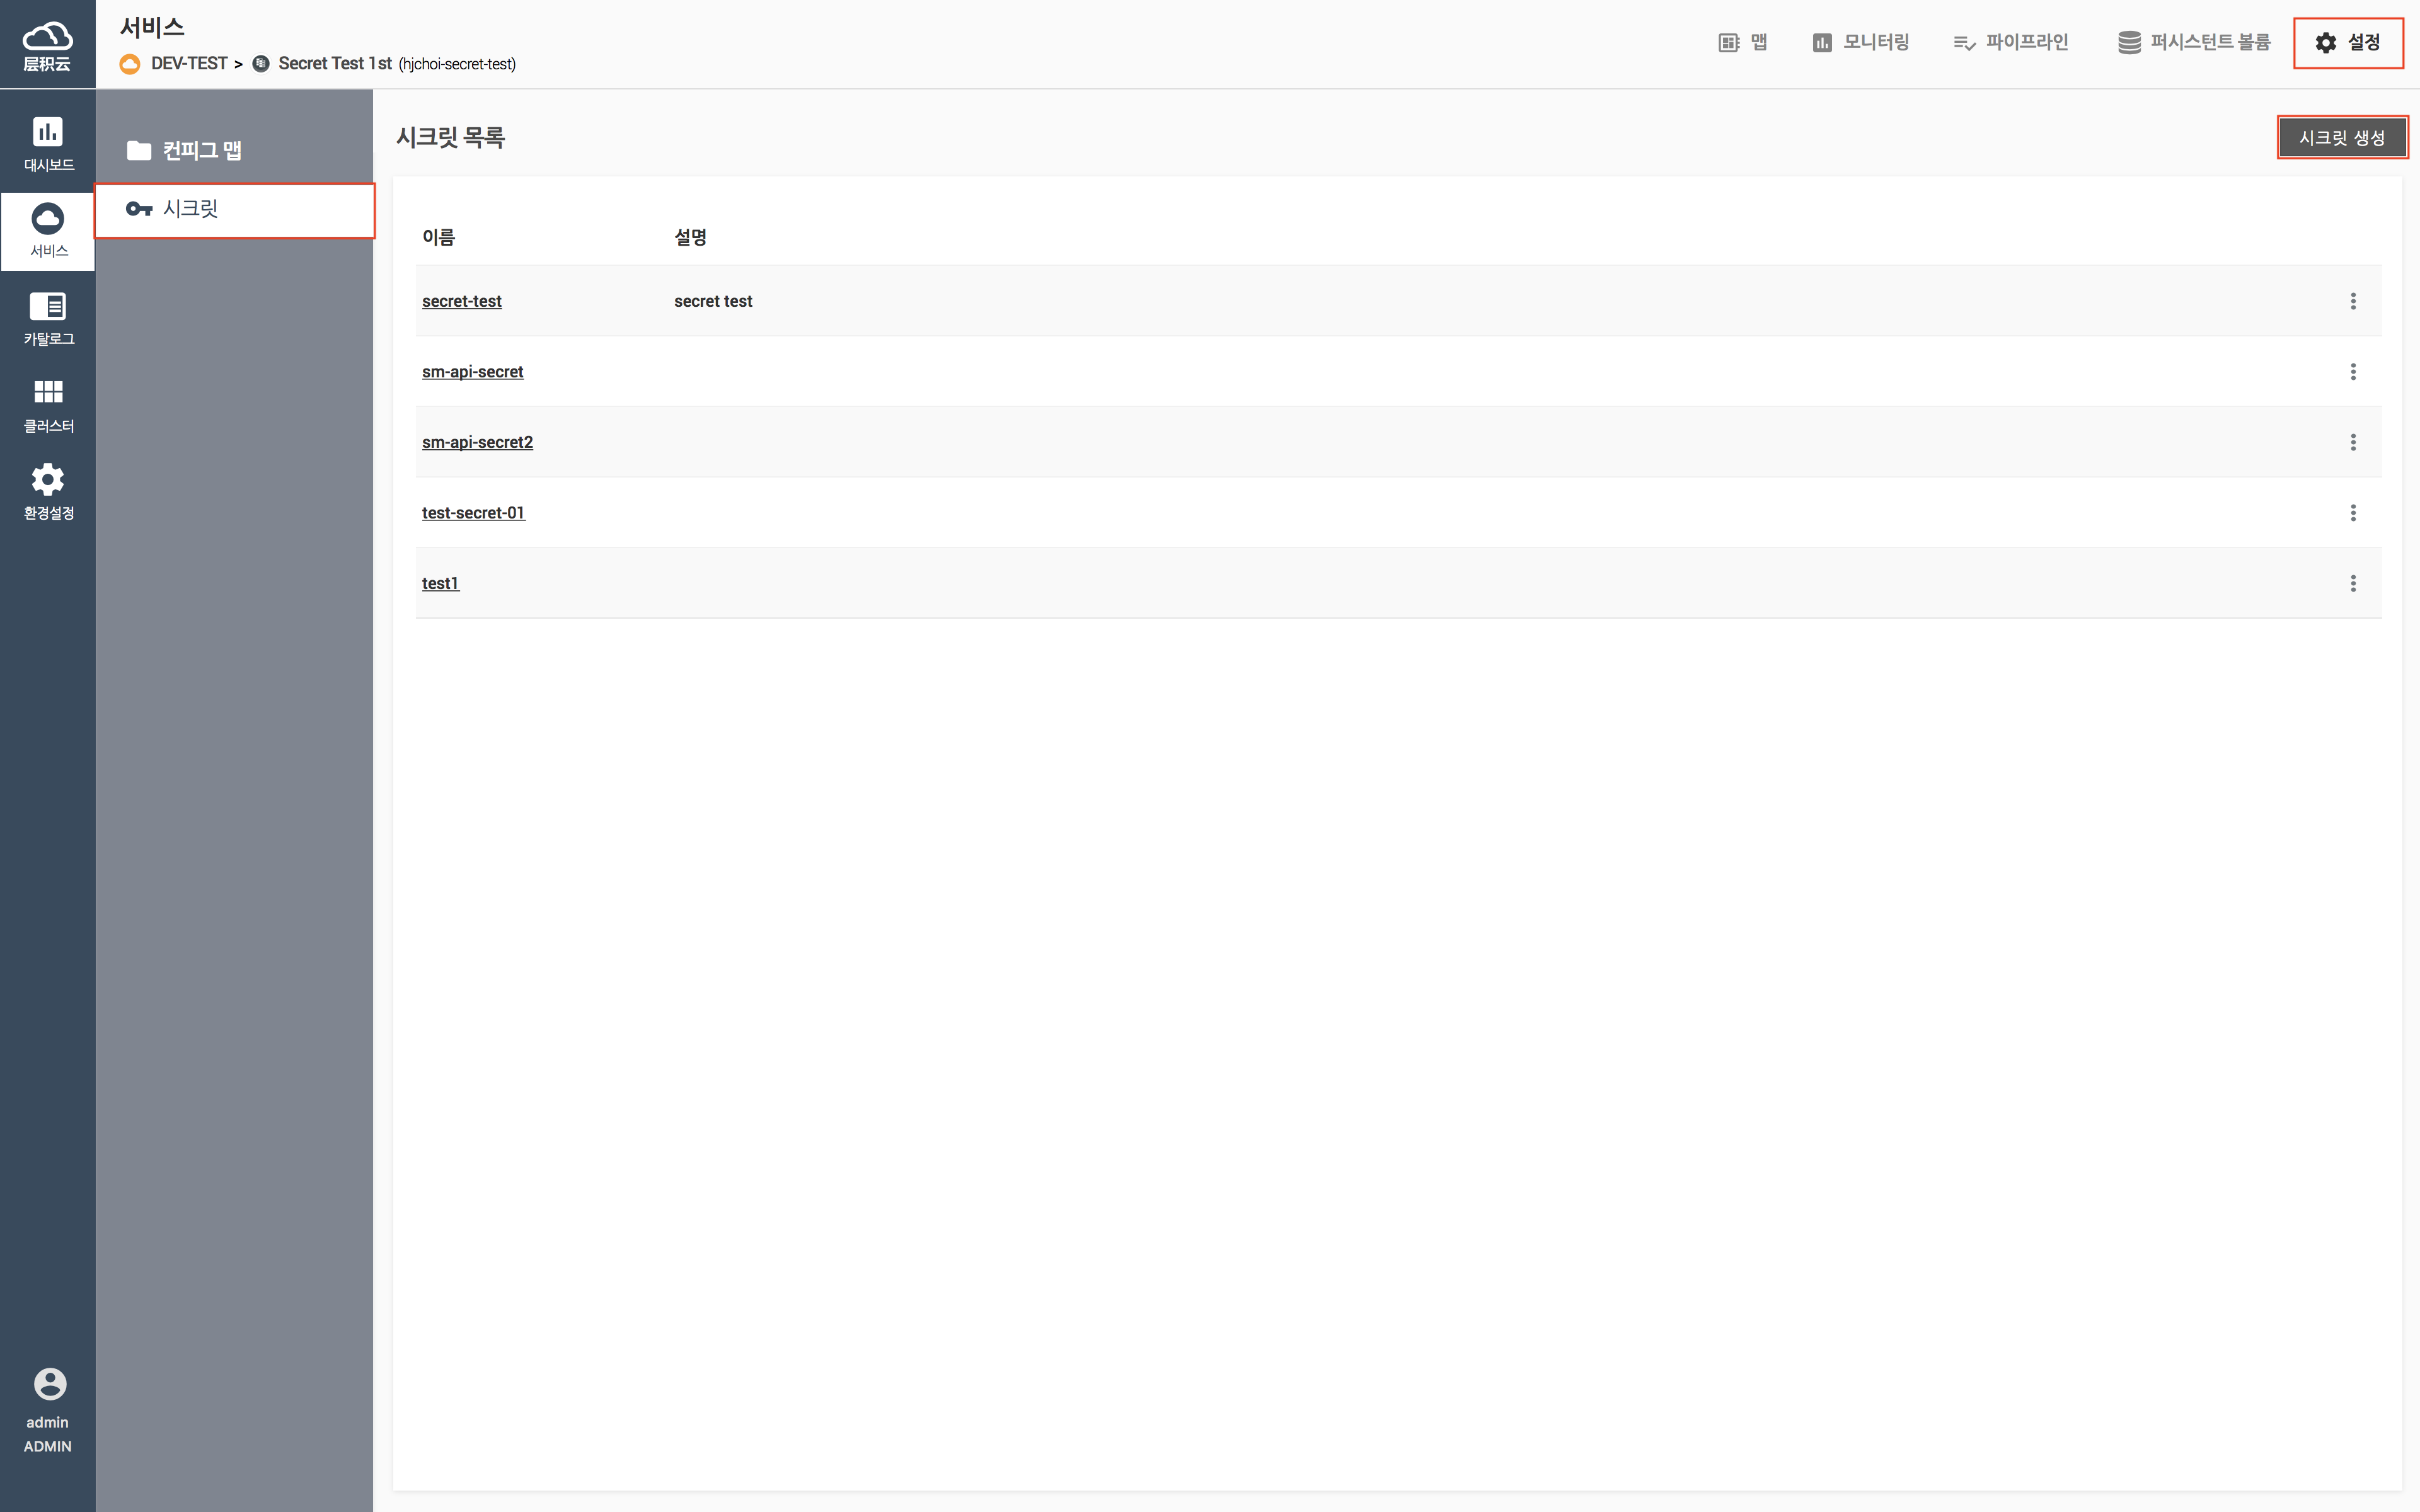 层积云
서비스
DEV-TEST > Secret Test 1st (hjchoi-secret-test)
맵
모니터링
파이프라인
퍼시스턴트 볼륨
설정
대시보드
서비스
카탈로그
클러스터
환경설정
admin
ADMIN
컨피그 맵
시크릿
시크릿 목록
시크릿 생성
이름 설명
secret-test secret test
sm-api-secret
sm-api-secret2
test-secret-01
test1